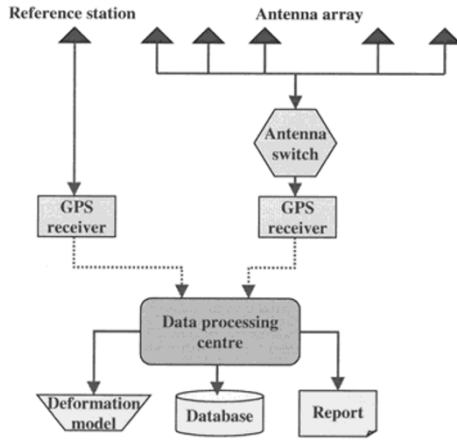 Reference station
Antenna array
Antenna
switch
GPS
receiver
GPS
receiver
Data processing
centre
Deformation
model
Database
Report